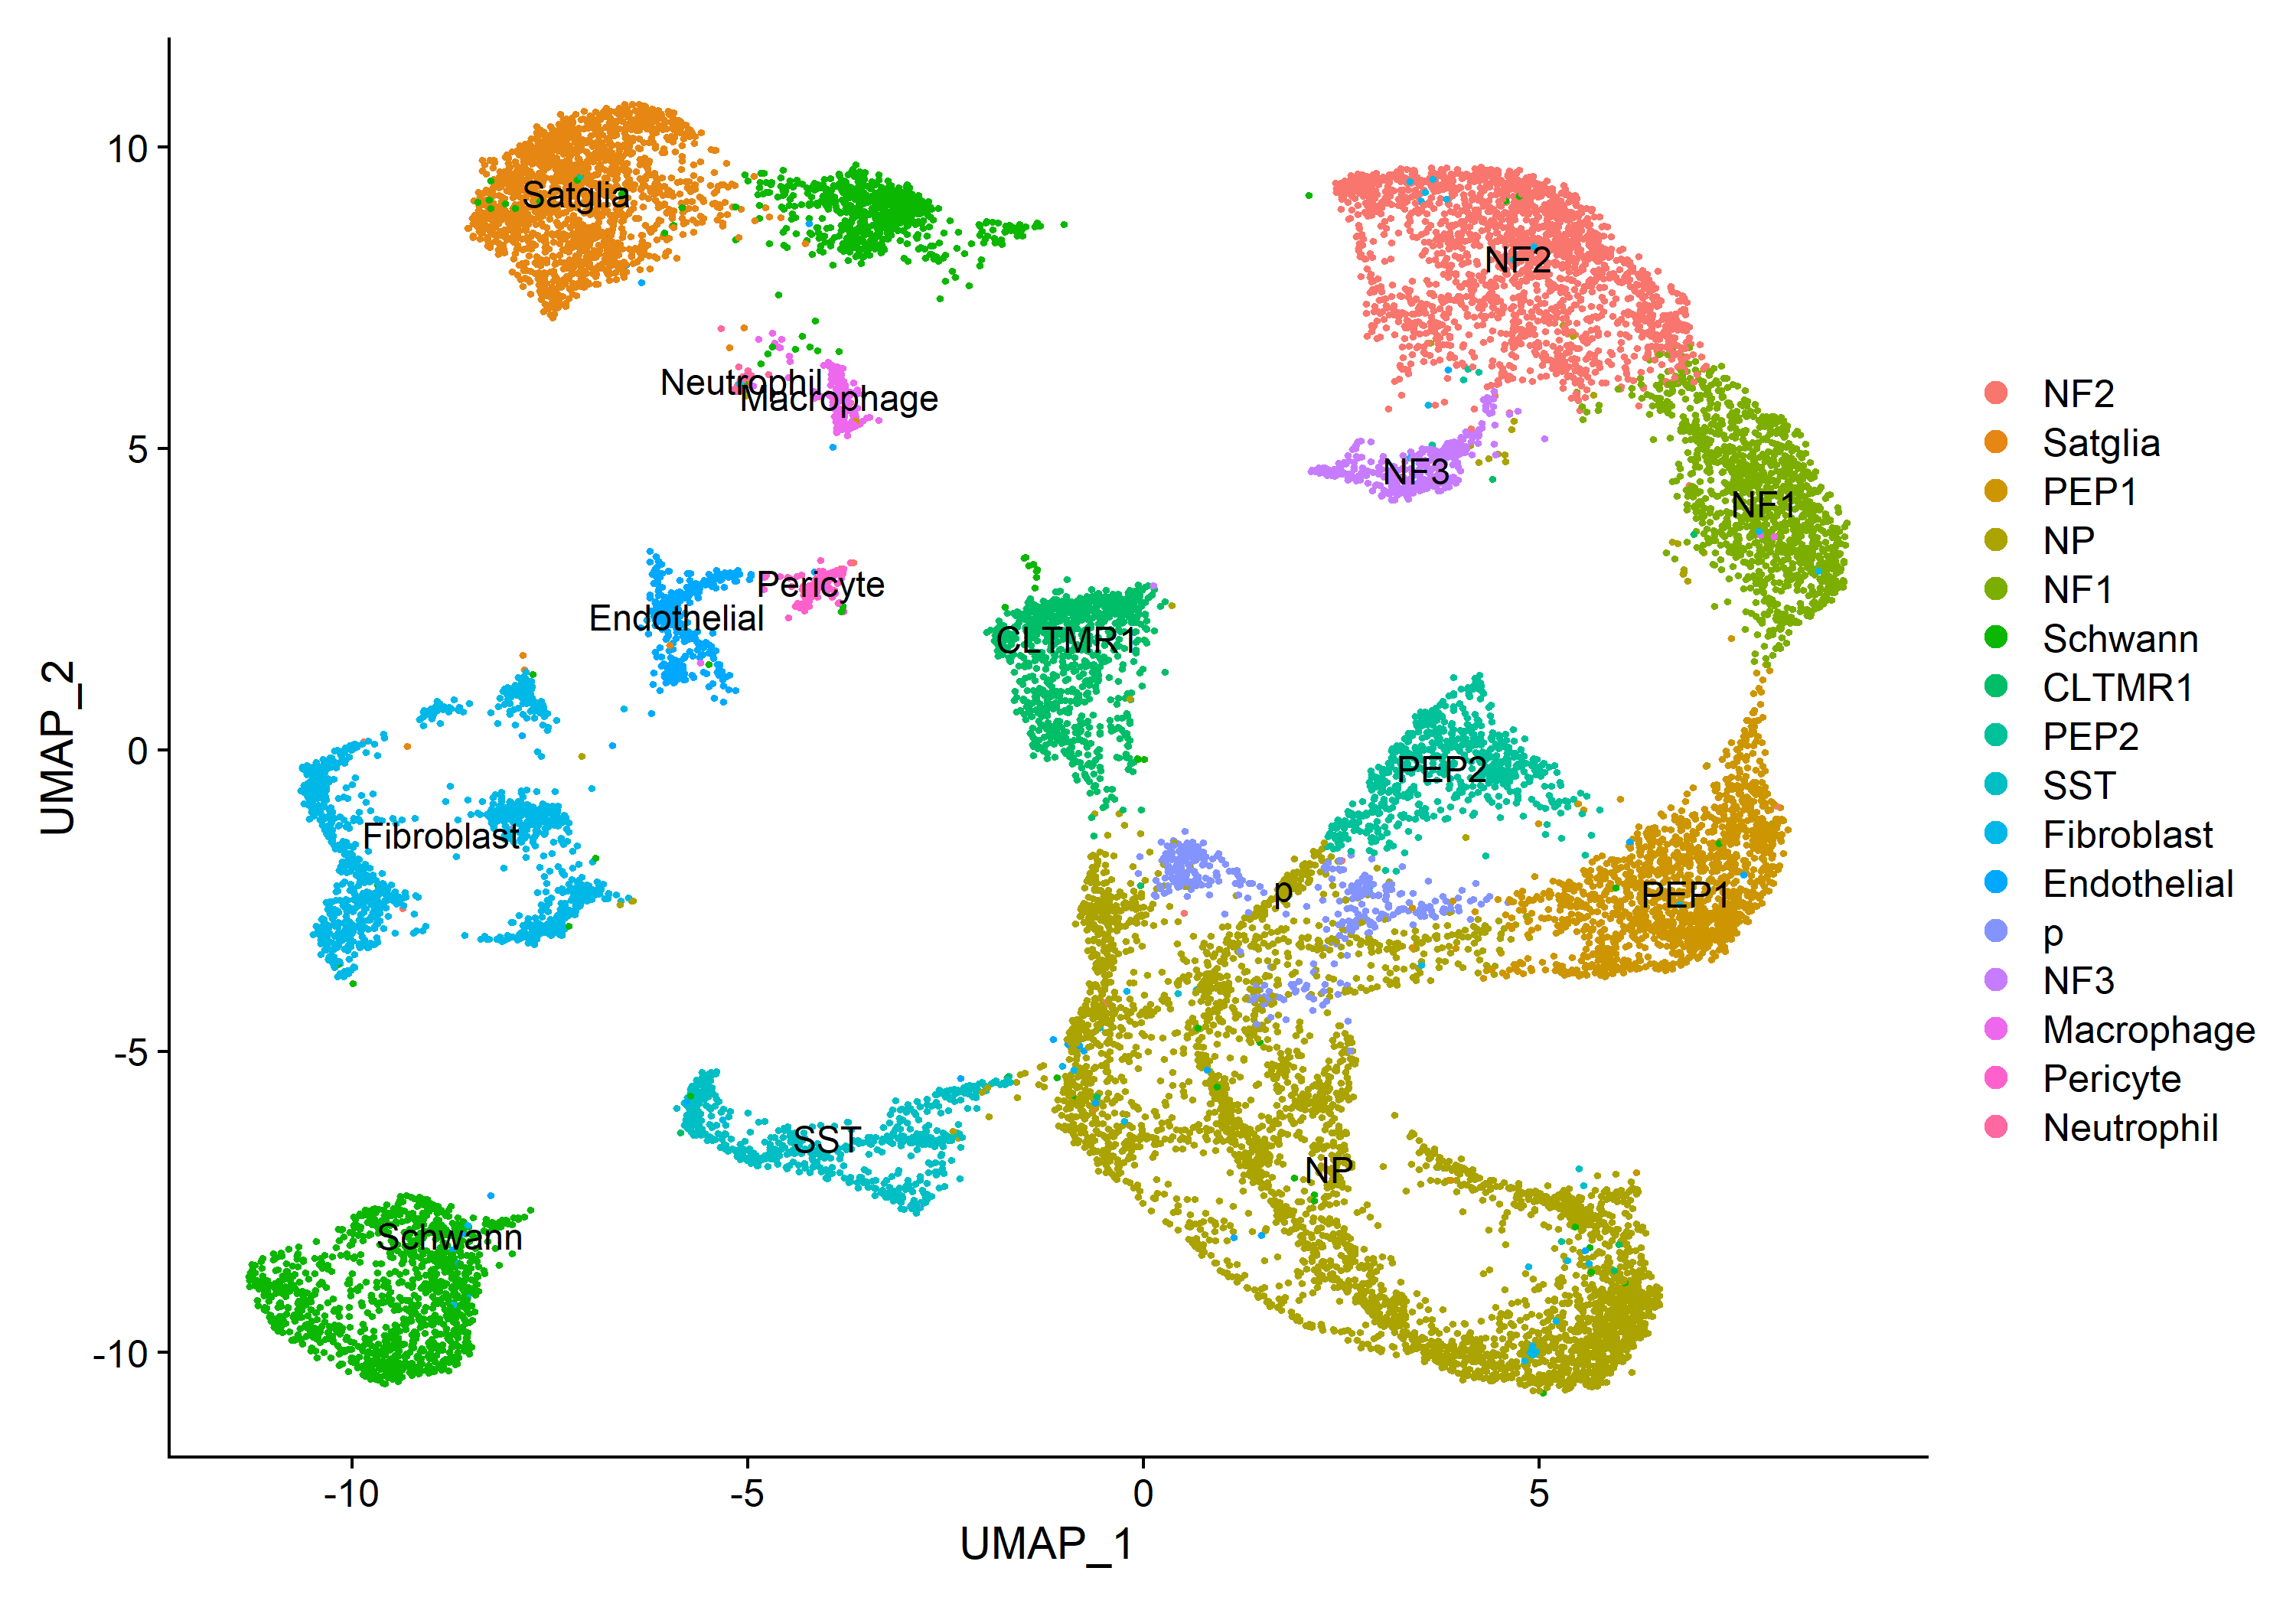 10
5
0
-5
-10
UMAP_2
-10
-5
0
5
UMAP_1
Satglia
NF2
Neutrophil
Macrophage
NF3
NF1
Pericyte
Endothelial
CLTMR1
PEP2
Fibroblast
p
PEP1
SST
NP
Schwann
NF2
Satglia
PEP1
NP
NF1
Schwann
CLTMR1
PEP2
SST
Fibroblast
Endothelial
p
NF3
Macrophage
Pericyte
Neutrophil